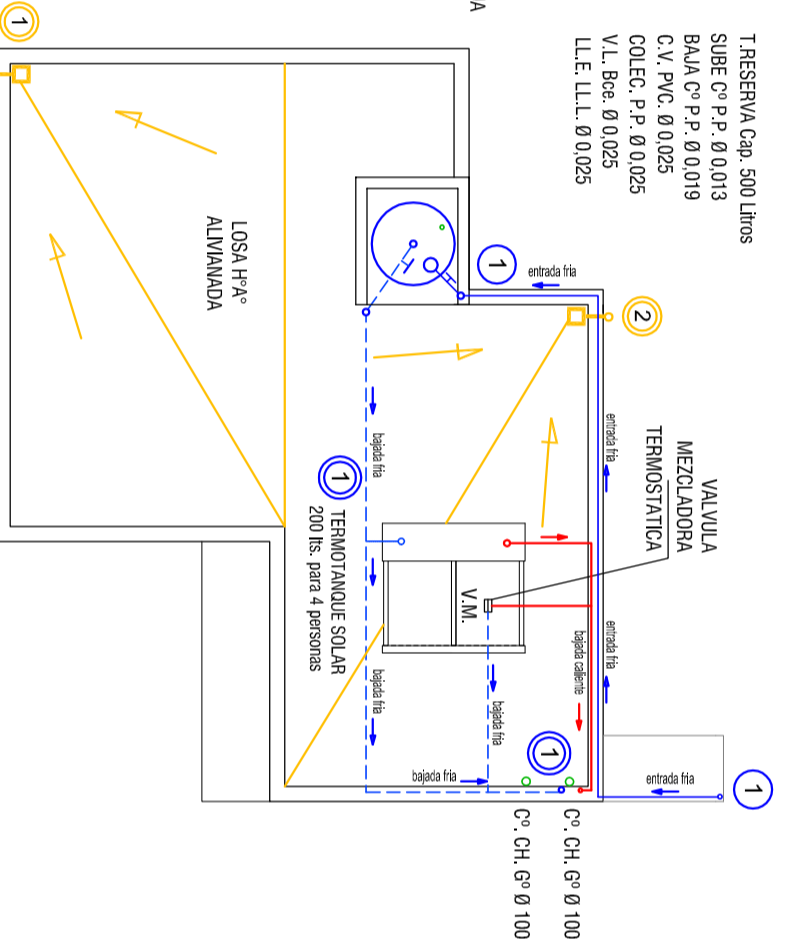 T.RESERVA Cap. 500 Litros
SUBE Cº P.P. Ø 0,013
BAJA Cº P.P. Ø 0,019
C.V. PVC. Ø 0,025
COLEC. P.P. Ø 0,025
V.L. Bce. Ø 0,025
LL.E. LL.L. Ø 0,025
1
LOSA HºAº
ALIVIANADA
1
entrada fria
2
entrada fria
VALVULA
MEZCLADORA
TERMOSTATICA
bajada fria
1
TERMOTANQUE SOLAR
200 lts. para 4 personas
V.M.
entrada fria
bajada caliente
bajada fria
bajada fria
bajada fria
1
entrada fria
1
Cº. CH. Gº Ø 100
Cº. CH. Gº Ø 100